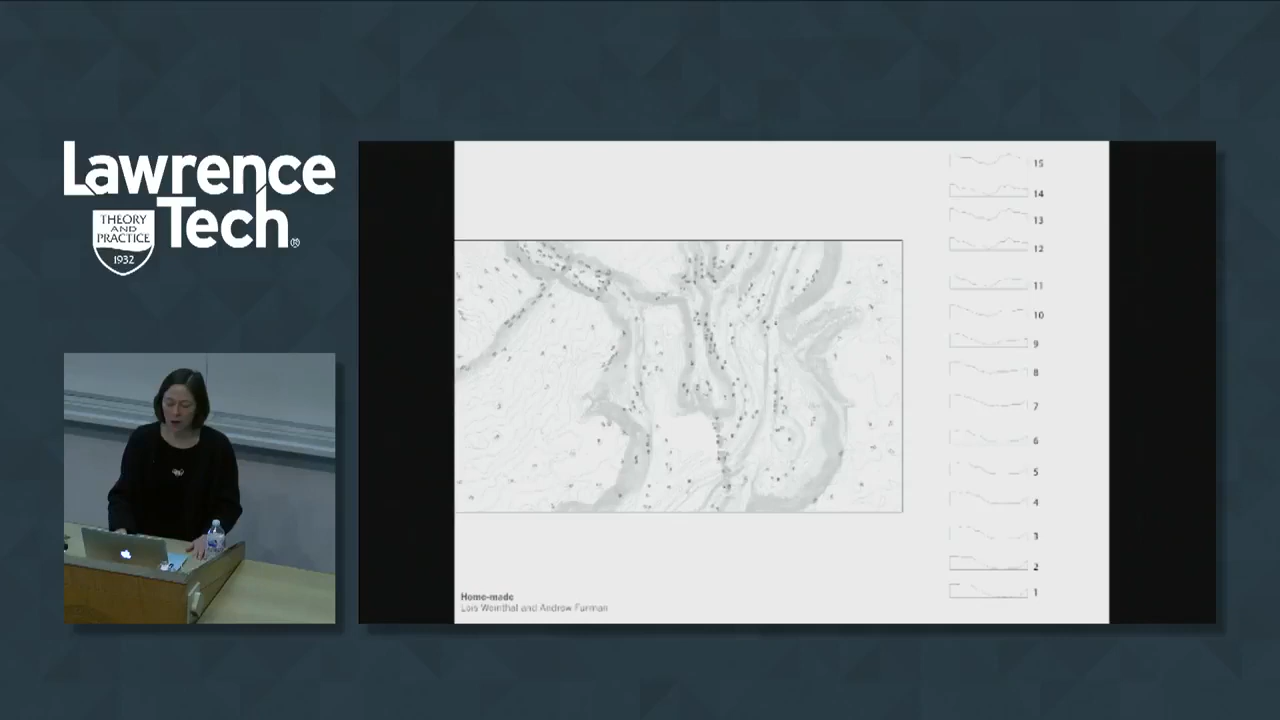 Lawrence
Tech®
THEORY
AND
PRACTICE
1932
15
14
13
12
11
10
9
8
7
6
5
4
3
2
1
Home-made
Lois Weinthal and Andrew Furman